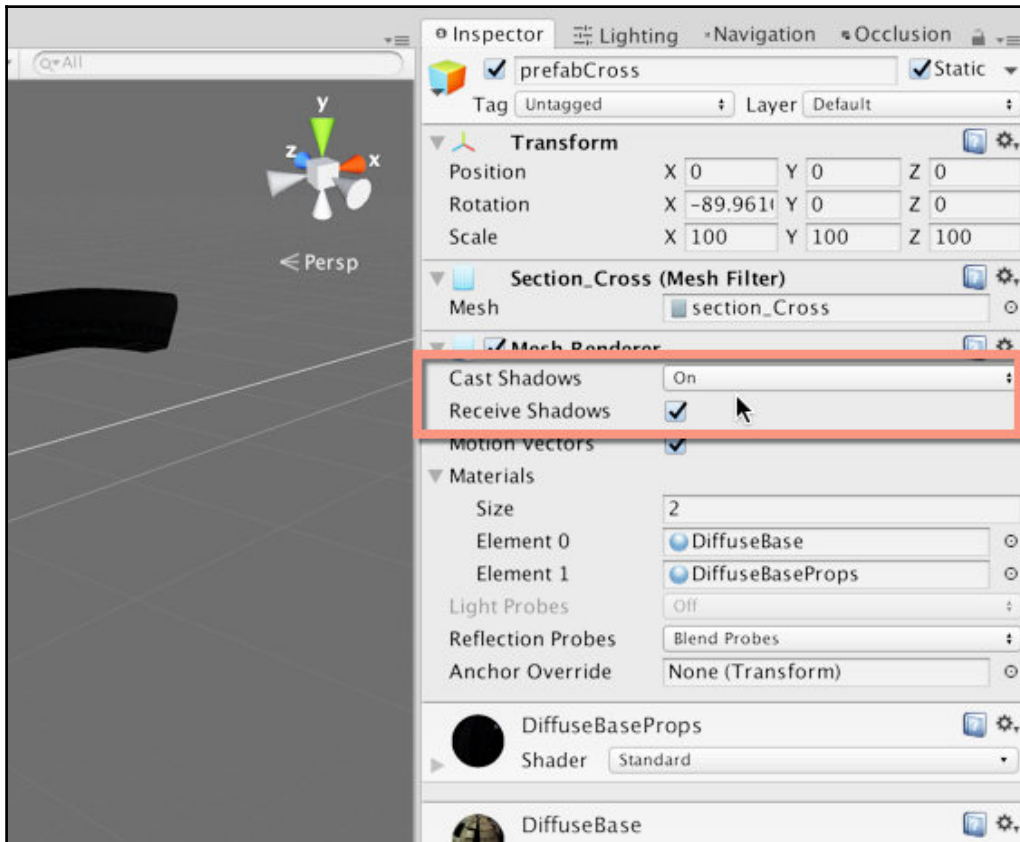 Inspector Lighting Navigation Occlusion
All
prefabCross Static
Tag Untagged Layer Default
y
z x
Persp
Transform
Position X 0 Y 0 Z 0
Rotation X -89.961 Y 0 Z 0
Scale X 100 Y 100 Z 100
Section_Cross (Mesh Filter)
Mesh section_Cross
Mesh Renderer
Cast Shadows On
Receive Shadows
Motion Vectors
Materials
Size 2
Element 0 DiffuseBase
Element 1 DiffuseBaseProps
Light Probes Off
Reflection Probes Blend Probes
Anchor Override None (Transform)
DiffuseBaseProps
Shader Standard
DiffuseBase